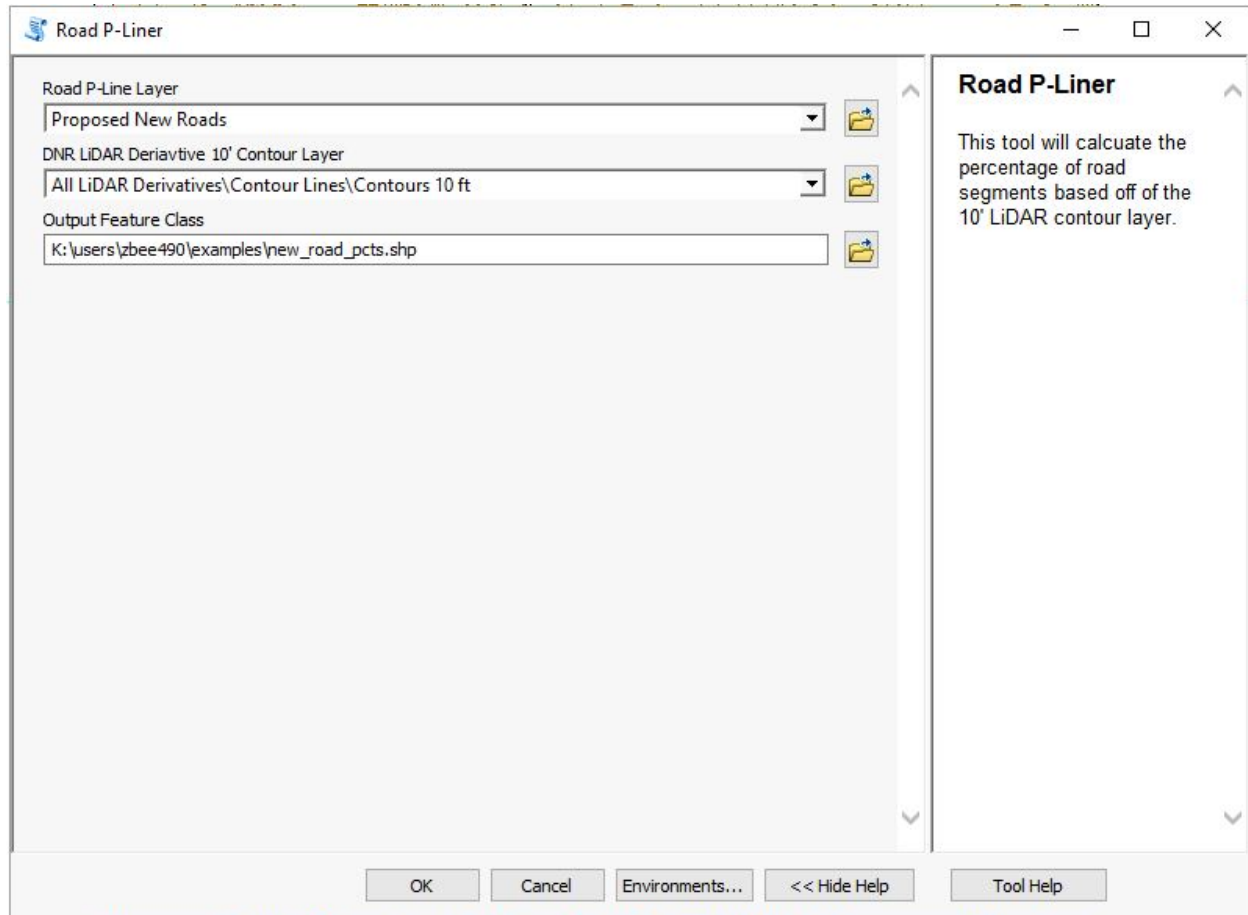 Road P-Liner
Road P-Line Layer
Proposed New Roads
DNR LiDAR Deriavtive 10' Contour Layer
All LiDAR Derivatives\Contour Lines\Contours 10 ft
Output Feature Class
K:\users\zbee490\examples\new_road_pcts.shp
Road P-Liner
This tool will calcuate the
percentage of road
segments based off of the
10' LiDAR contour layer.
OK
Cancel
Environments...
<< Hide Help
Tool Help